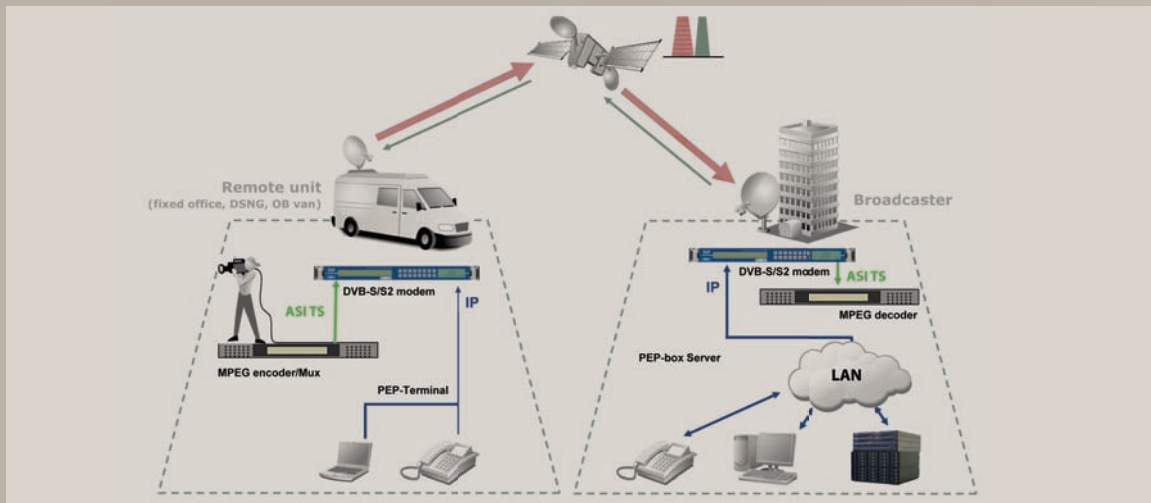 Remote unit
(fixed office, DSNG, OB van)
DVB-S/S2 modem
ASI TS
IP
MPEG encoder/Mux
PEP-Terminal
Broadcaster
DVB-S/S2 modem
ASI TS
IP
MPEG decoder
PEP-box Server
LAN